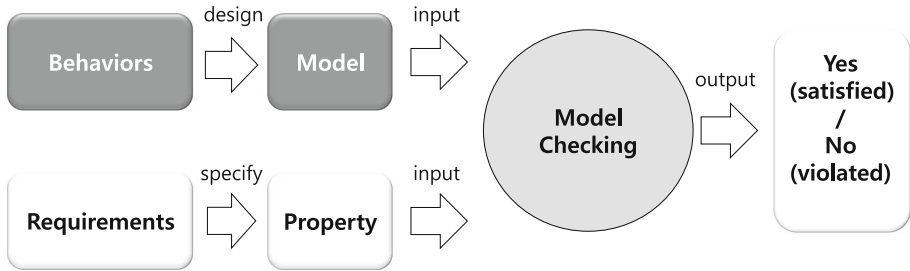 design
input
Behaviors
Model
output
Model
Checking
Yes
(satisfied)
/
No
(violated)
specify
input
Requirements
Property